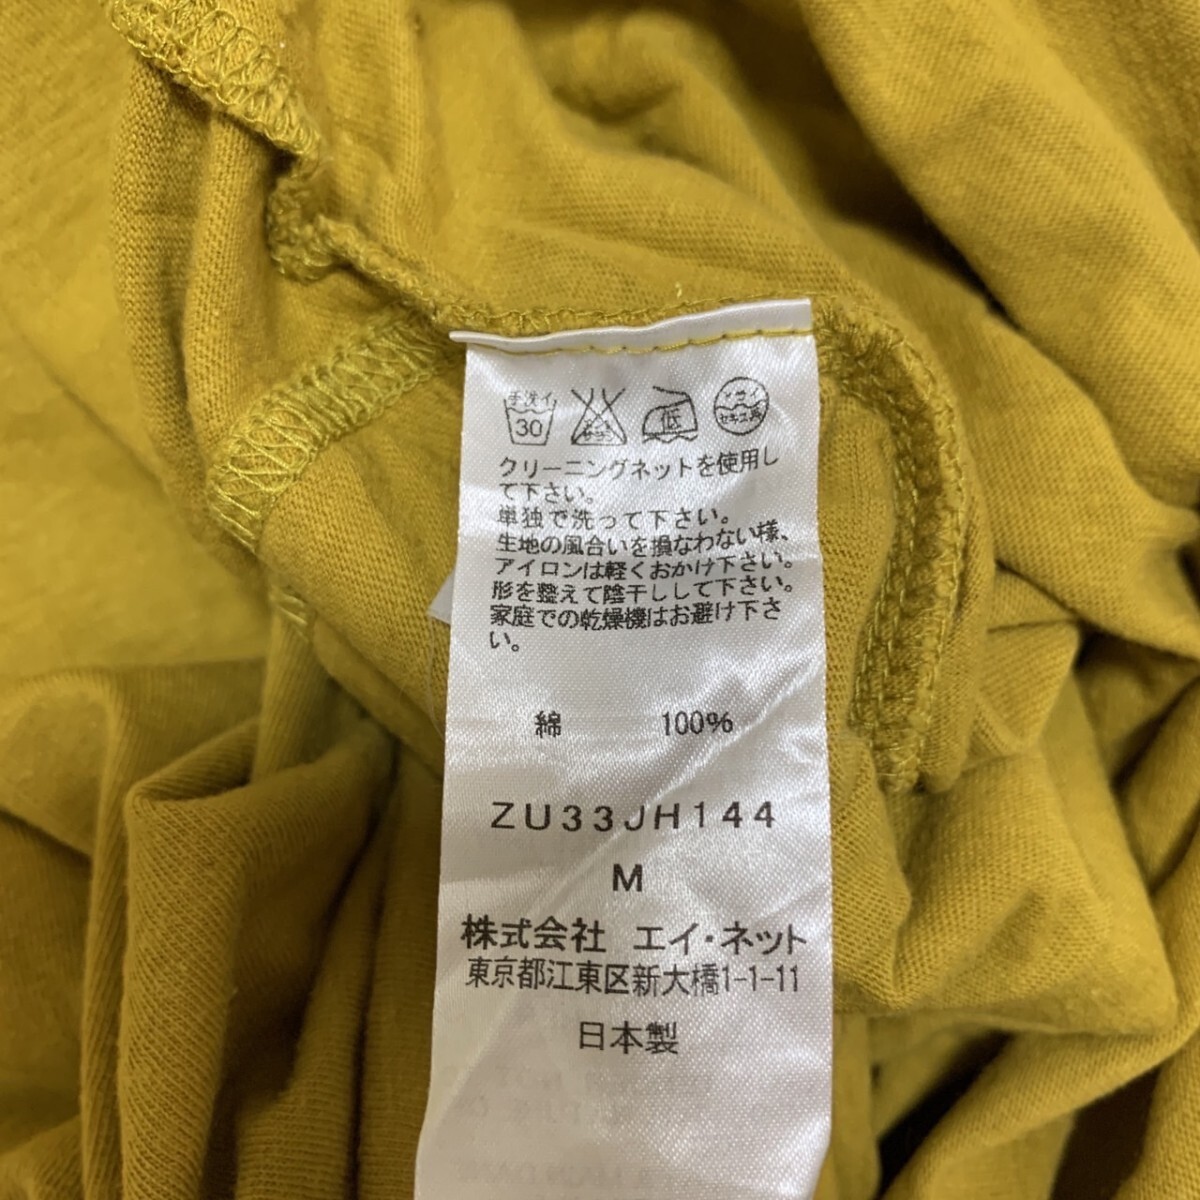 手洗イ
30
低
ドライ
セキユ系
クリーニングネットを使用し
て下さい。
単独で洗って下さい。
生地の風合いを損なわない様、
アイロンは軽くおかけ下さい。
形を整えて陰干しして下さい。
家庭での乾燥機はお避け下さ
い。
綿 100%
ZU33JH144
M
株式会社 エイ・ネット
東京都江東区新大橋1-1-11
日本製